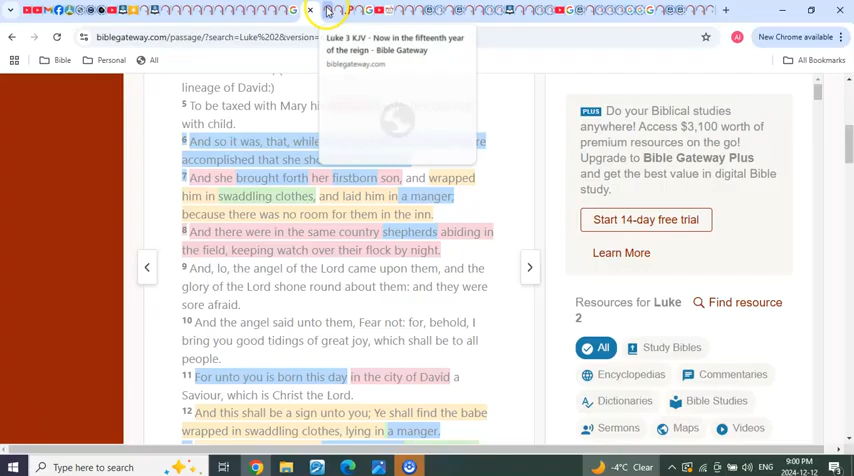 biblegateway.com/passage/?search=Luke%202&version=
New Chrome available
Bible
Personal
All
All Bookmarks
Luke 3 KJV - Now in the fifteenth year
of the reign - Bible Gateway
biblegateway.com
lineage of David:)
5 To be taxed with Mary hi
with child.
6 And so it was, that, while
re
accomplished that she sho
7 And she brought forth her firstborn son, and wrapped
him in swaddling clothes, and laid him in a manger;
because there was no room for them in the inn.
8 And there were in the same country shepherds abiding in
the field, keeping watch over their flock by night.
9 And, lo, the angel of the Lord came upon them, and the
glory of the Lord shone round about them: and they were
sore afraid.
10 And the angel said unto them, Fear not: for, behold, I
bring you good tidings of great joy, which shall be to all
people.
11 For unto you is born this day in the city of David a
Saviour, which is Christ the Lord.
12 And this shall be a sign unto you; Ye shall find the babe
wrapped in swaddling clothes, lying in a manger.
PLUS Do your Biblical studies
anywhere! Access $3,100 worth of
premium resources on the go!
Upgrade to Bible Gateway Plus
and get the best value in digital Bible
study.
Start 14-day free trial
Learn More
Resources for Luke
2
Find resource
All
Study Bibles
Encyclopedias
Commentaries
Dictionaries
Bible Studies
Sermons
Maps
Videos
Type here to search
-4°C Clear
ENG
9:00 PM
2024-12-12